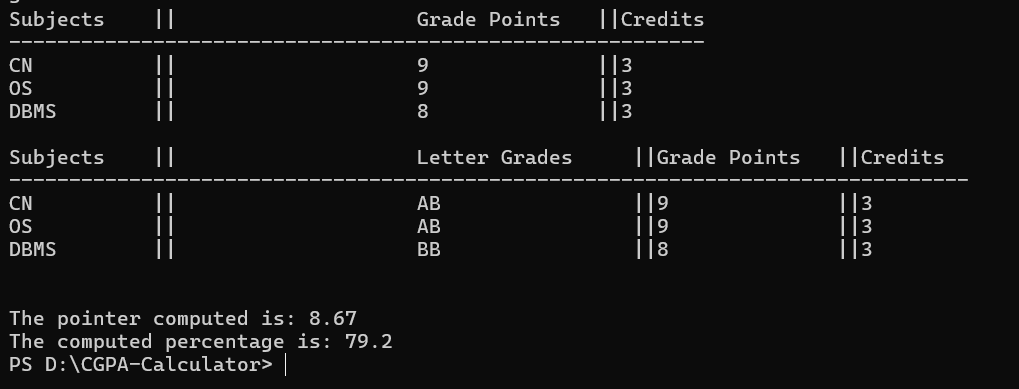 Subjects || Grade Points ||Credits
----------------------------------------------------------
CN || 9 ||3
OS || 9 ||3
DBMS || 8 ||3
Subjects || Letter Grades ||Grade Points ||Credits
--------------------------------------------------------------------------------
CN || AB ||9 ||3
OS || AB ||9 ||3
DBMS || BB ||8 ||3
The pointer computed is: 8.67
The computed percentage is: 79.2
PS D:\CGPA-Calculator>